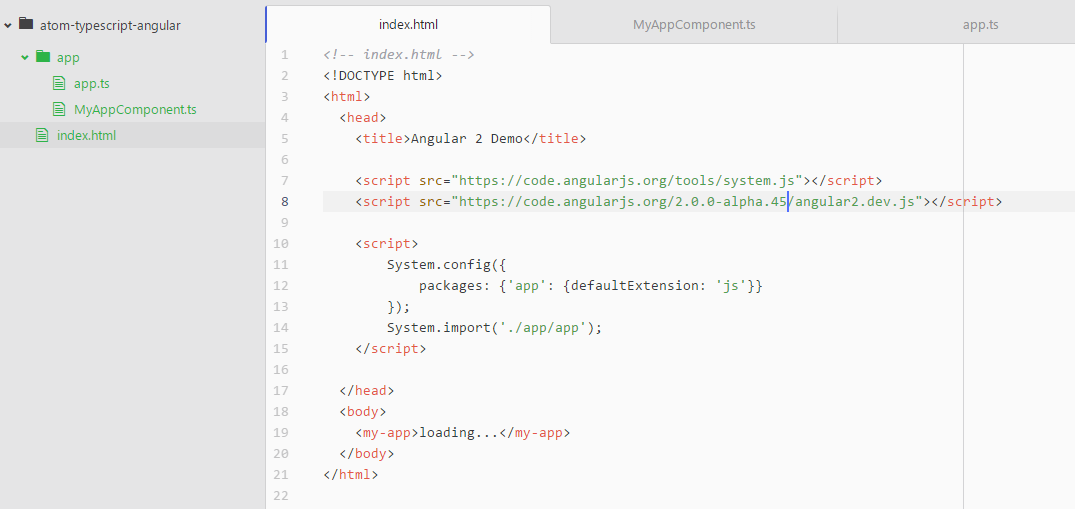 atom-typescript-angular
app
app.ts
MyAppComponent.ts
index.html
index.html MyAppComponent.ts app.ts
1 <!-- index.html -->
2 <!DOCTYPE html>
3 <html>
4   <head>
5     <title>Angular 2 Demo</title>
6
7     <script src="https://code.angularjs.org/tools/system.js"></script>
8     <script src="https://code.angularjs.org/2.0.0-alpha.45/angular2.dev.js"></script>
9
10     <script>
11         System.config({
12             packages: {'app': {defaultExtension: 'js'}}
13         });
14         System.import('./app/app');
15     </script>
16
17   </head>
18   <body>
19     <my-app>loading...</my-app>
20   </body>
21 </html>
22